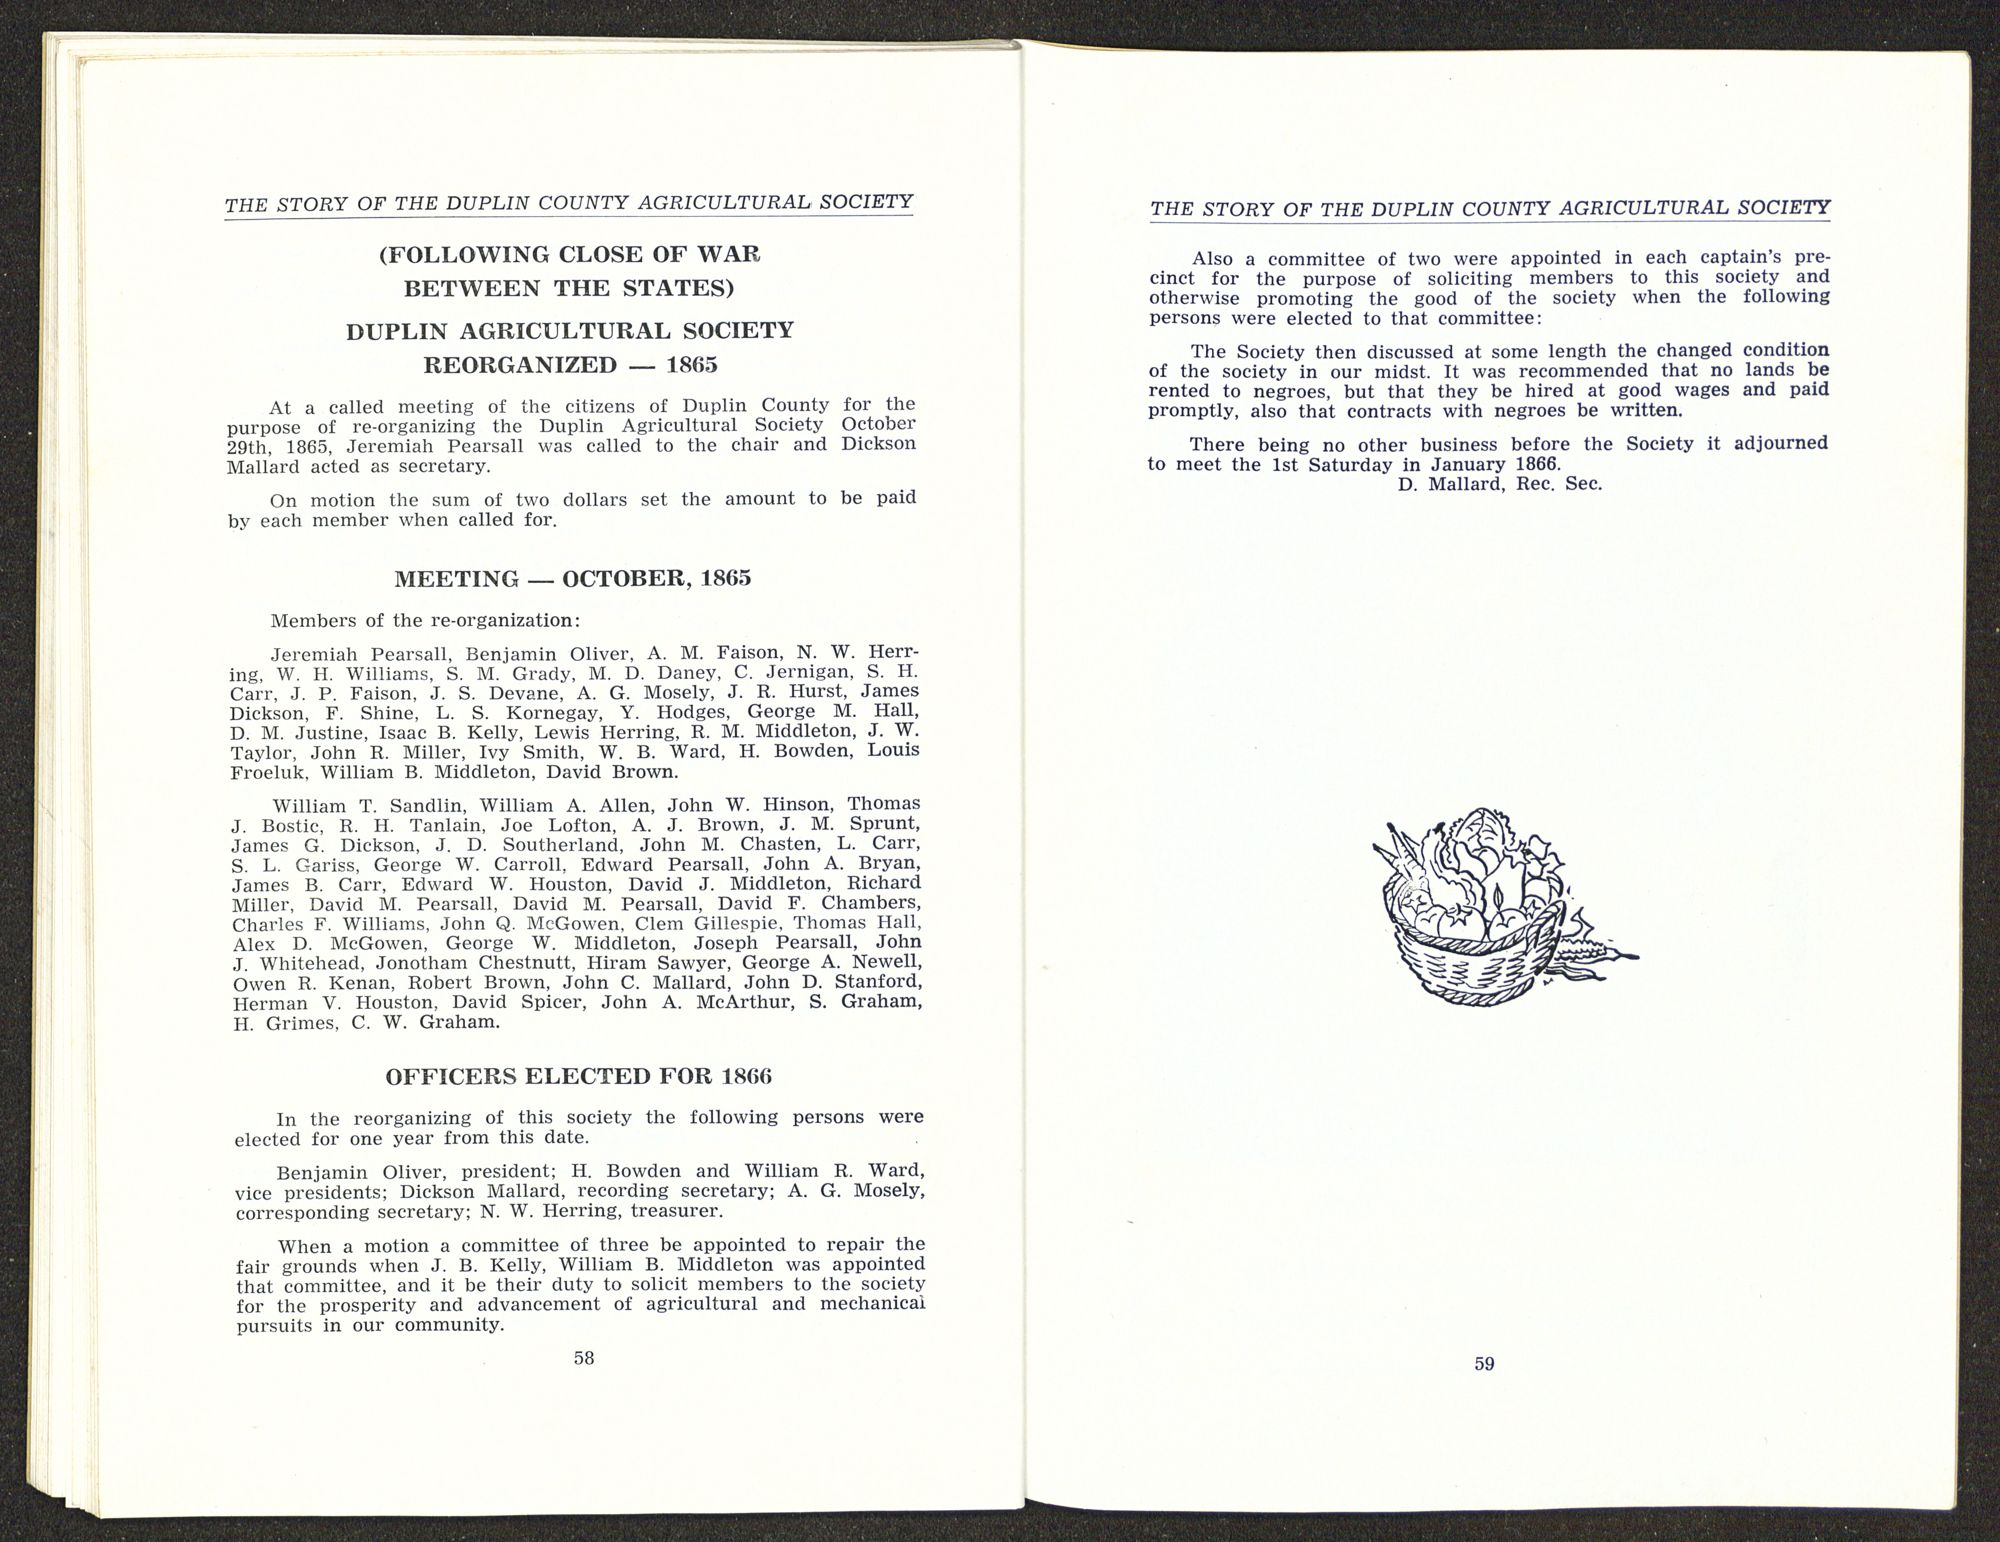 THE STORY OF THE DUPLIN COUNTY AGRICULTURAL SOCIETY
(FOLLOWING CLOSE OF WAR
BETWEEN THE STATES)
DUPLIN AGRICULTURAL SOCIETY
REORGANIZED — 1865
At a called meeting of the citizens of Duplin County for the
purpose of re-organizing the Duplin Agricultural Society October
29th, 1865, Jeremiah Pearsall was called to the chair and Dickson
Mallard acted as secretary.
On motion the sum of two dollars set the amount to be paid
by each member when called for.
MEETING — OCTOBER, 1865
Members of the re-organization:
Jeremiah Pearsall, Benjamin Oliver, A. M. Faison, N. W. Herr-
ing, W. H. Williams, S. M. Grady, M. D. Daney, C. Jernigan, S. H.
Carr, J. P. Faison, J. S. Devane, A. G. Mosely, J. R. Hurst, James
Dickson, F. Shine, L. S. Kornegay, Y. Hodges, George M. Hall,
D. M. Justine, Isaac B. Kelly, Lewis Herring, R. M. Middleton, J. W.
Taylor, John R. Miller, Ivy Smith, W. B. Ward, H. Bowden, Louis
Froeluk, William B. Middleton, David Brown.
William T. Sandlin, William A. Allen, John W. Hinson, Thomas
J. Bostic, R. H. Tanlain, Joe Lofton, A. J. Brown, J. M. Sprunt,
James G. Dickson, J. D. Southerland, John M. Chasten, L. Carr,
S. L. Gariss, George W. Carroll, Edward Pearsall, John A. Bryan,
James B. Carr, Edward W. Houston, David J. Middleton, Richard
Miller, David M. Pearsall, David M. Pearsall, David F. Chambers,
Charles F. Williams, John Q. McGowen, Clem Gillespie, Thomas Hall,
Alex D. McGowen, George W. Middleton, Joseph Pearsall, John
J. Whitehead, Jonotham Chestnutt, Hiram Sawyer, George A. Newell,
Owen R. Kenan, Robert Brown, John C. Mallard, John D. Stanford,
Herman V. Houston, David Spicer, John A. McArthur, S. Graham,
H. Grimes, C. W. Graham.
OFFICERS ELECTED FOR 1866
In the reorganizing of this society the following persons were
elected for one year from this date.
Benjamin Oliver, president; H. Bowden and William R. Ward,
vice presidents; Dickson Mallard, recording secretary; A. G. Mosely,
corresponding secretary; N. W. Herring, treasurer.
When a motion a committee of three be appointed to repair the
fair grounds when J. B. Kelly, William B. Middleton was appointed
that committee, and it be their duty to solicit members to the society
for the prosperity and advancement of agricultural and mechanical
pursuits in our community.
58
THE STORY OF THE DUPLIN COUNTY AGRICULTURAL SOCIETY
Also a committee of two were appointed in each captain's pre-
cinct for the purpose of soliciting members to this society and
otherwise promoting the good of the society when the following
persons were elected to that committee:
The Society then discussed at some length the changed condition
of the society in our midst. It was recommended that no lands be
rented to negroes, but that they be hired at good wages and paid
promptly, also that contracts with negroes be written.
There being no other business before the Society it adjourned
to meet the 1st Saturday in January 1866.
D. Mallard, Rec. Sec.
59